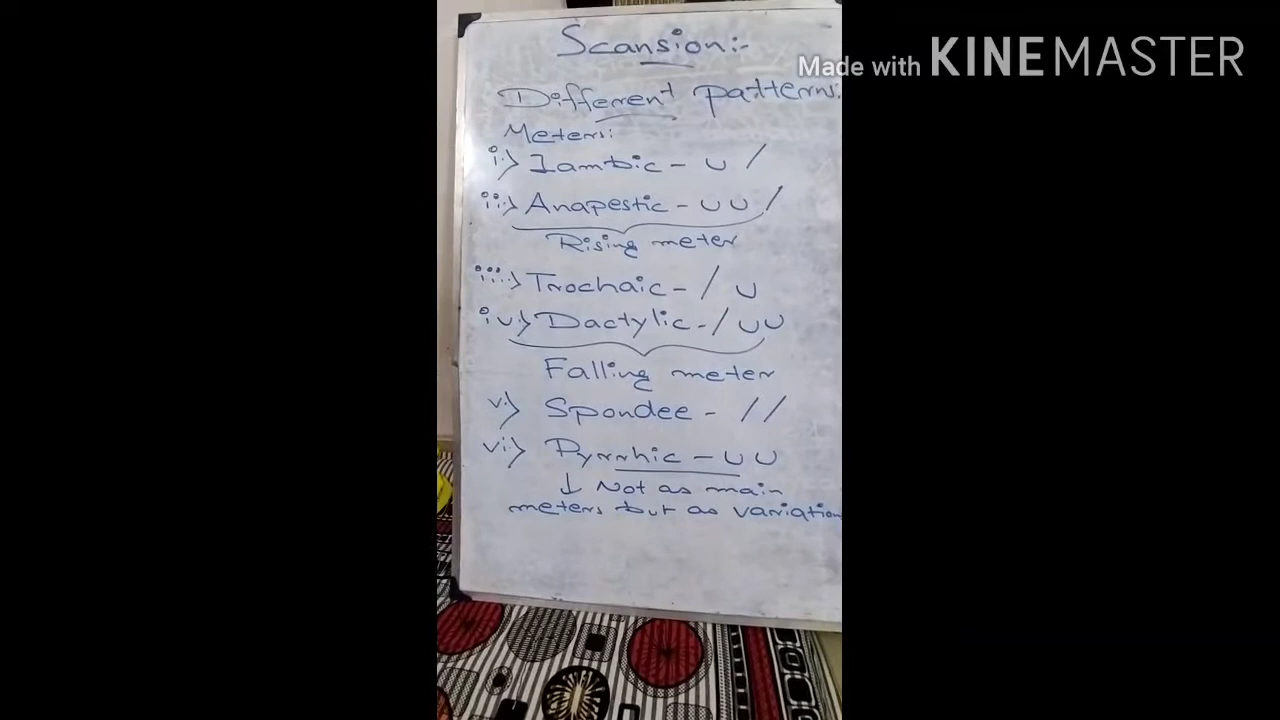 Scansion:-
Made with KINEMASTER
Different patterns:
Meters:
i.) Iambic - ∪ /
ii.) Anapestic - ∪ ∪ /
Rising meter
iii.) Trochaic - / ∪
iv.) Dactylic - / ∪ ∪
Falling meter
v.) Spondee - / /
vi.) Pyrrhic - ∪ ∪
↓ Not as main
meters but as variation